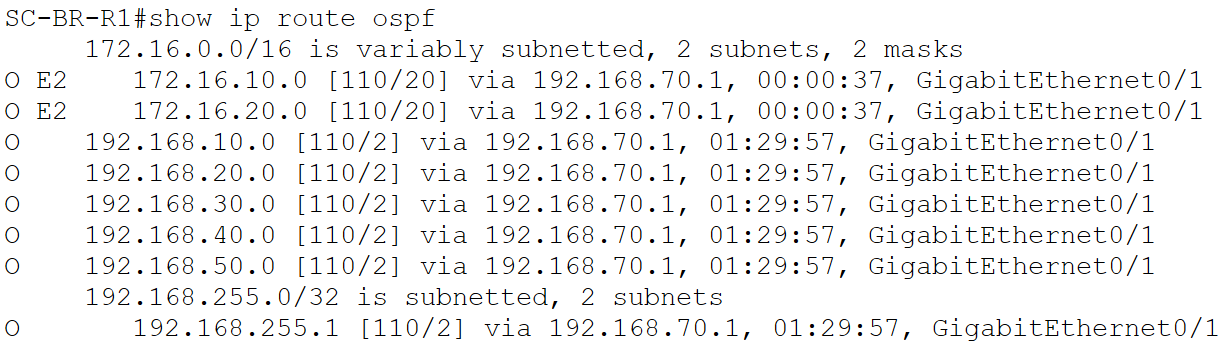 SC-BR-R1#show ip route ospf
     172.16.0.0/16 is variably subnetted, 2 subnets, 2 masks
O E2    172.16.10.0 [110/20] via 192.168.70.1, 00:00:37, GigabitEthernet0/1
O E2    172.16.20.0 [110/20] via 192.168.70.1, 00:00:37, GigabitEthernet0/1
O    192.168.10.0 [110/2] via 192.168.70.1, 01:29:57, GigabitEthernet0/1
O    192.168.20.0 [110/2] via 192.168.70.1, 01:29:57, GigabitEthernet0/1
O    192.168.30.0 [110/2] via 192.168.70.1, 01:29:57, GigabitEthernet0/1
O    192.168.40.0 [110/2] via 192.168.70.1, 01:29:57, GigabitEthernet0/1
O    192.168.50.0 [110/2] via 192.168.70.1, 01:29:57, GigabitEthernet0/1
     192.168.255.0/32 is subnetted, 2 subnets
O       192.168.255.1 [110/2] via 192.168.70.1, 01:29:57, GigabitEthernet0/1